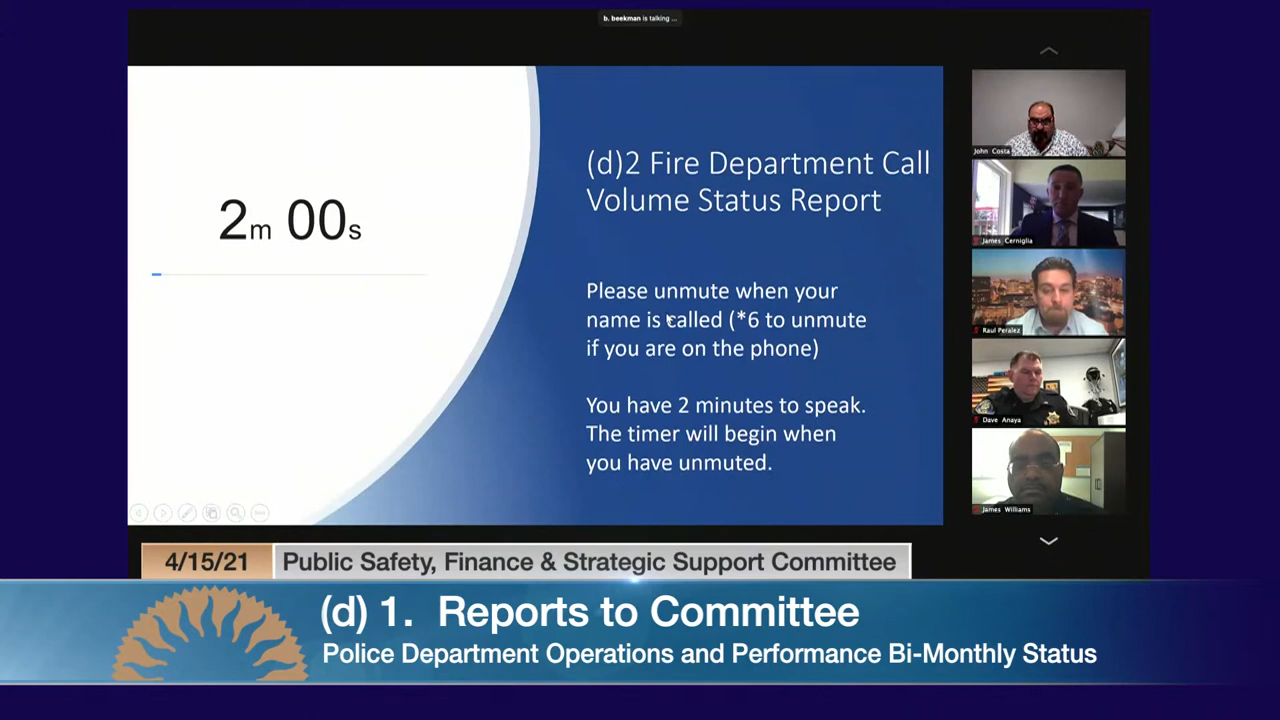 b. beekman is talking ...
2m 00s
(d)2 Fire Department Call
Volume Status Report
Please unmute when your
name is called (*6 to unmute
if you are on the phone)
You have 2 minutes to speak.
The timer will begin when
you have unmuted.
John Costa
James Cerniglia
Raul Peralez
Dave Anaya
James Williams
4/15/21
Public Safety, Finance & Strategic Support Committee
(d) 1. Reports to Committee
Police Department Operations and Performance Bi-Monthly Status